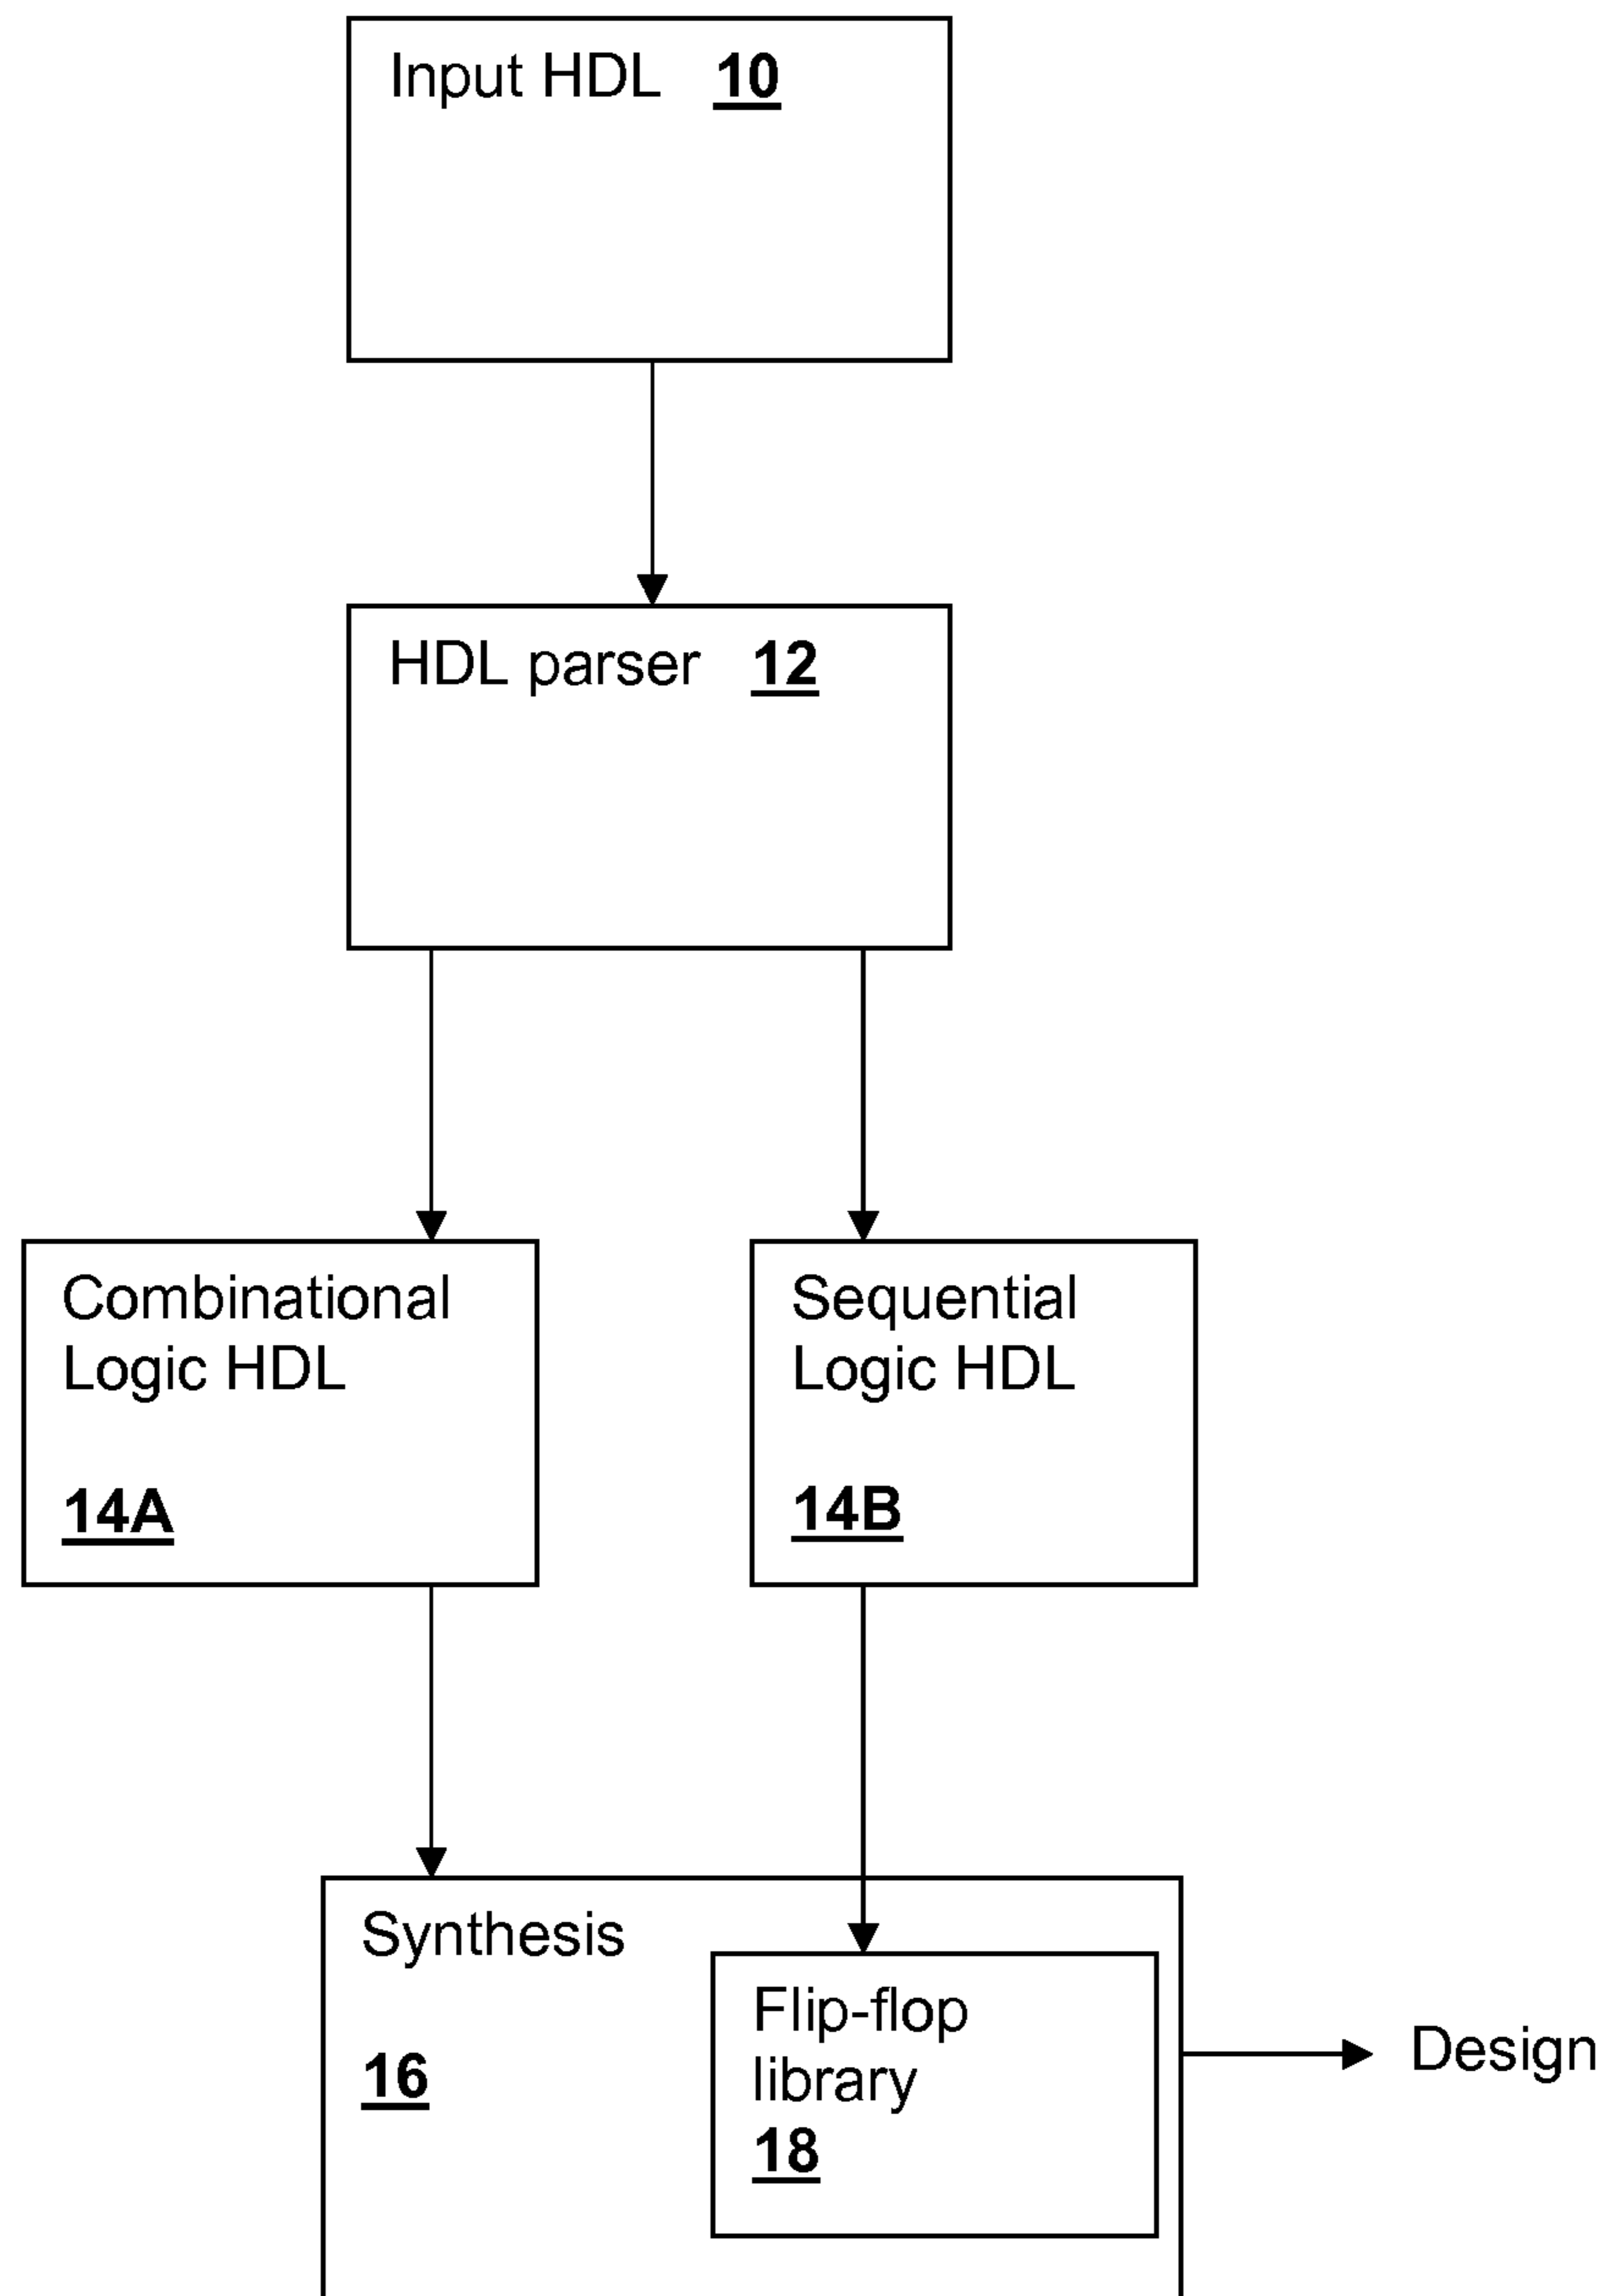 Input HDL 10
HDL parser 12
Combinational
Logic HDL
14A
Sequential
Logic HDL
14B
Synthesis
16
Flip-flop
library
18
Design